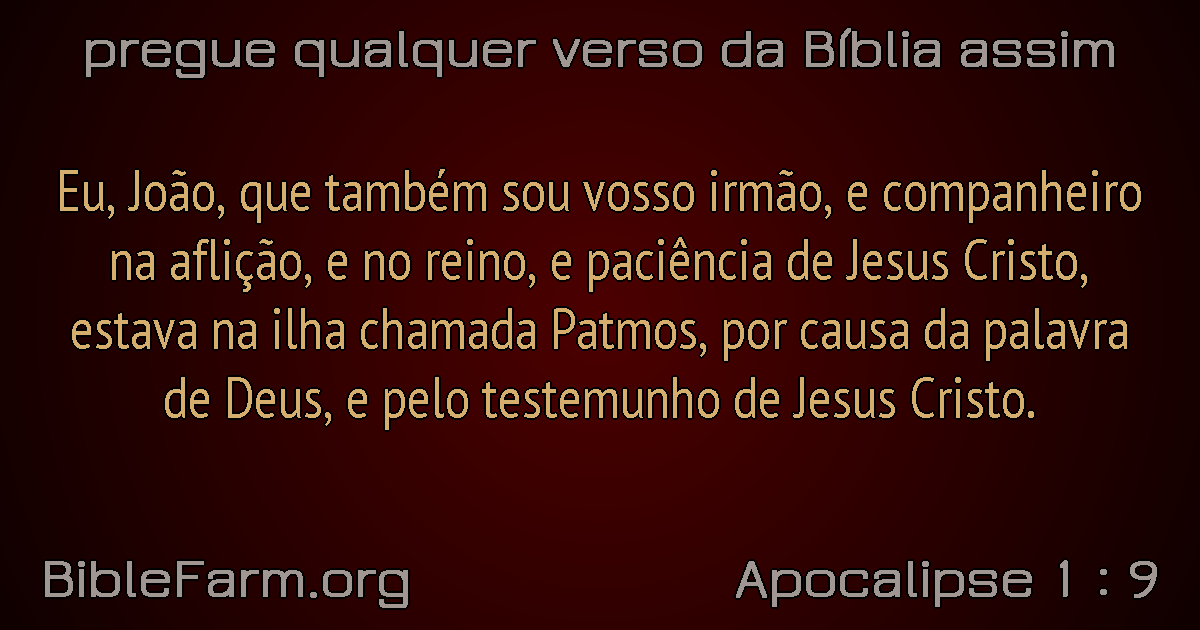 pregue qualquer verso da Bíblia assim
Eu, João, que também sou vosso irmão, e companheiro
na aflição, e no reino, e paciência de Jesus Cristo,
estava na ilha chamada Patmos, por causa da palavra
de Deus, e pelo testemunho de Jesus Cristo.
BibleFarm.org
Apocalipse 1 : 9